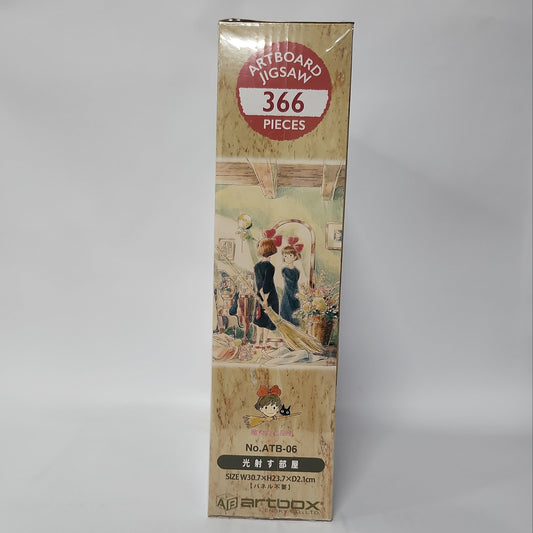 ARTBOARD
JIGSAW
366
PIECES
No.ATB-06
光射す部屋
SIZE W30.7×H23.7×D2.1cm
【パネル不要】
artbox